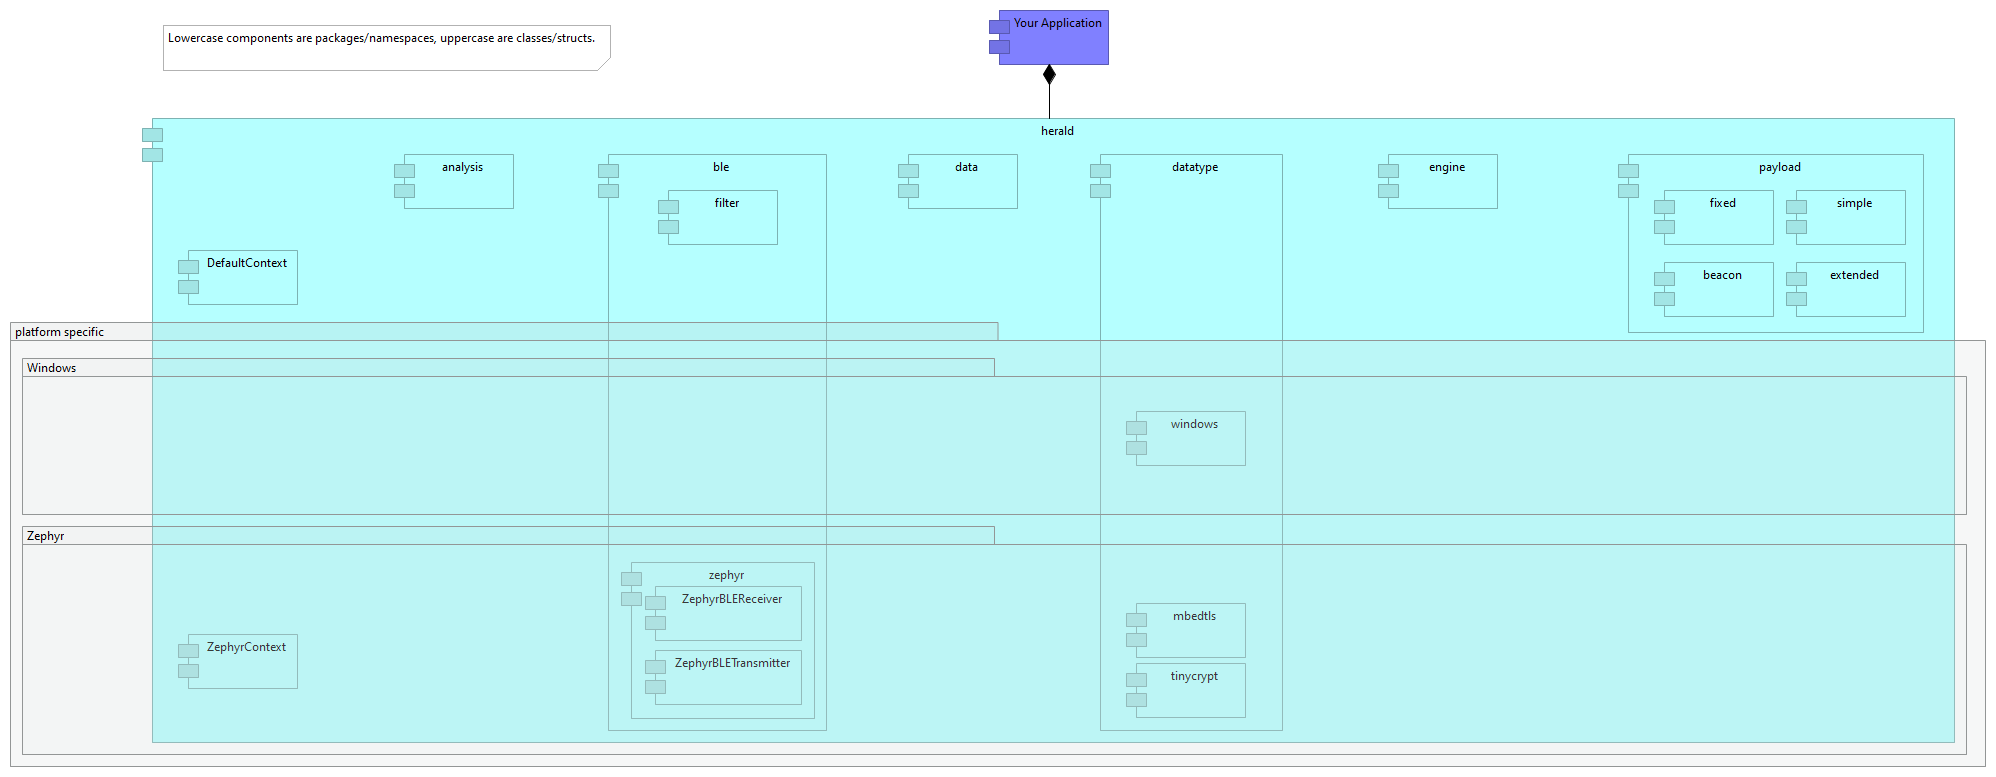 Your Application
Lowercase components are packages/namespaces, uppercase are classes/structs.
herald
analysis
ble
data
datatype
engine
payload
filter
fixed
simple
DefaultContext
beacon
extended
platform specific
Windows
windows
Zephyr
zephyr
ZephyrBLEReceiver
mbedtls
ZephyrContext
ZephyrBLETransmitter
tinycrypt